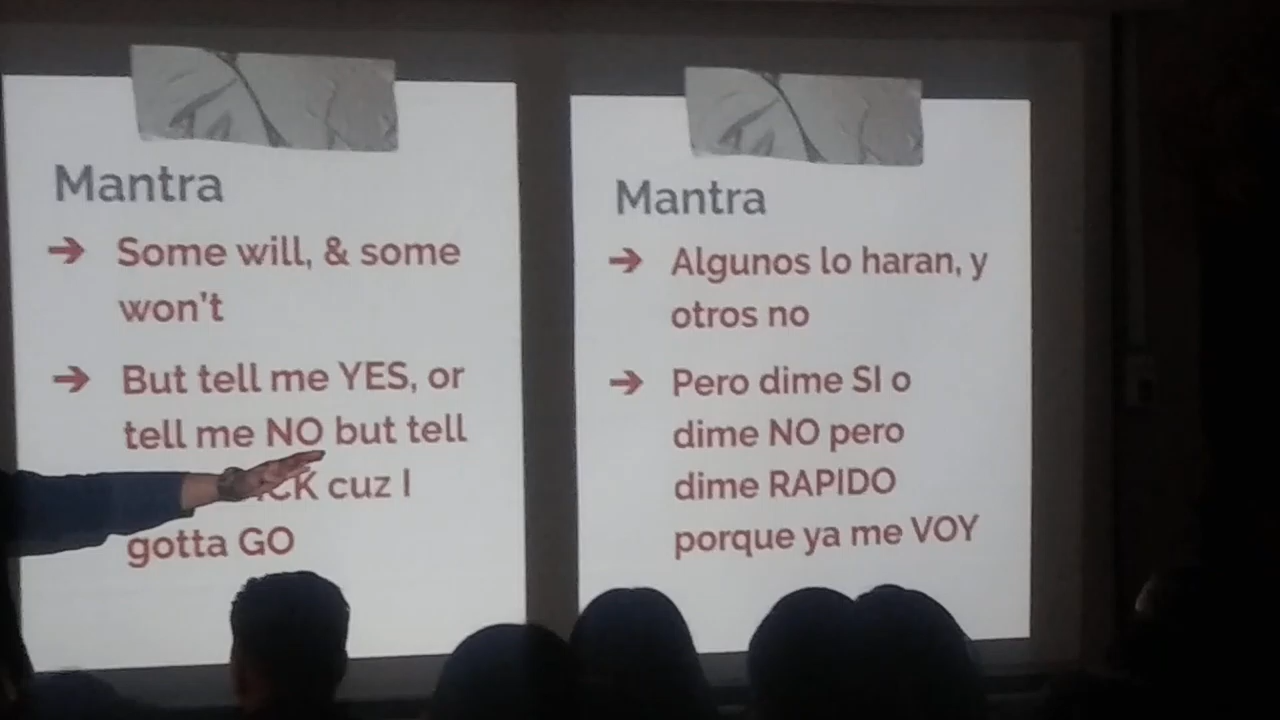 Mantra
➔ Some will, & some
won't
➔ But tell me YES, or
tell me NO but tell
cuz I
gotta GO
Mantra
➔ Algunos lo haran, y
otros no
➔ Pero dime SI o
dime NO pero
dime RAPIDO
porque ya me VOY